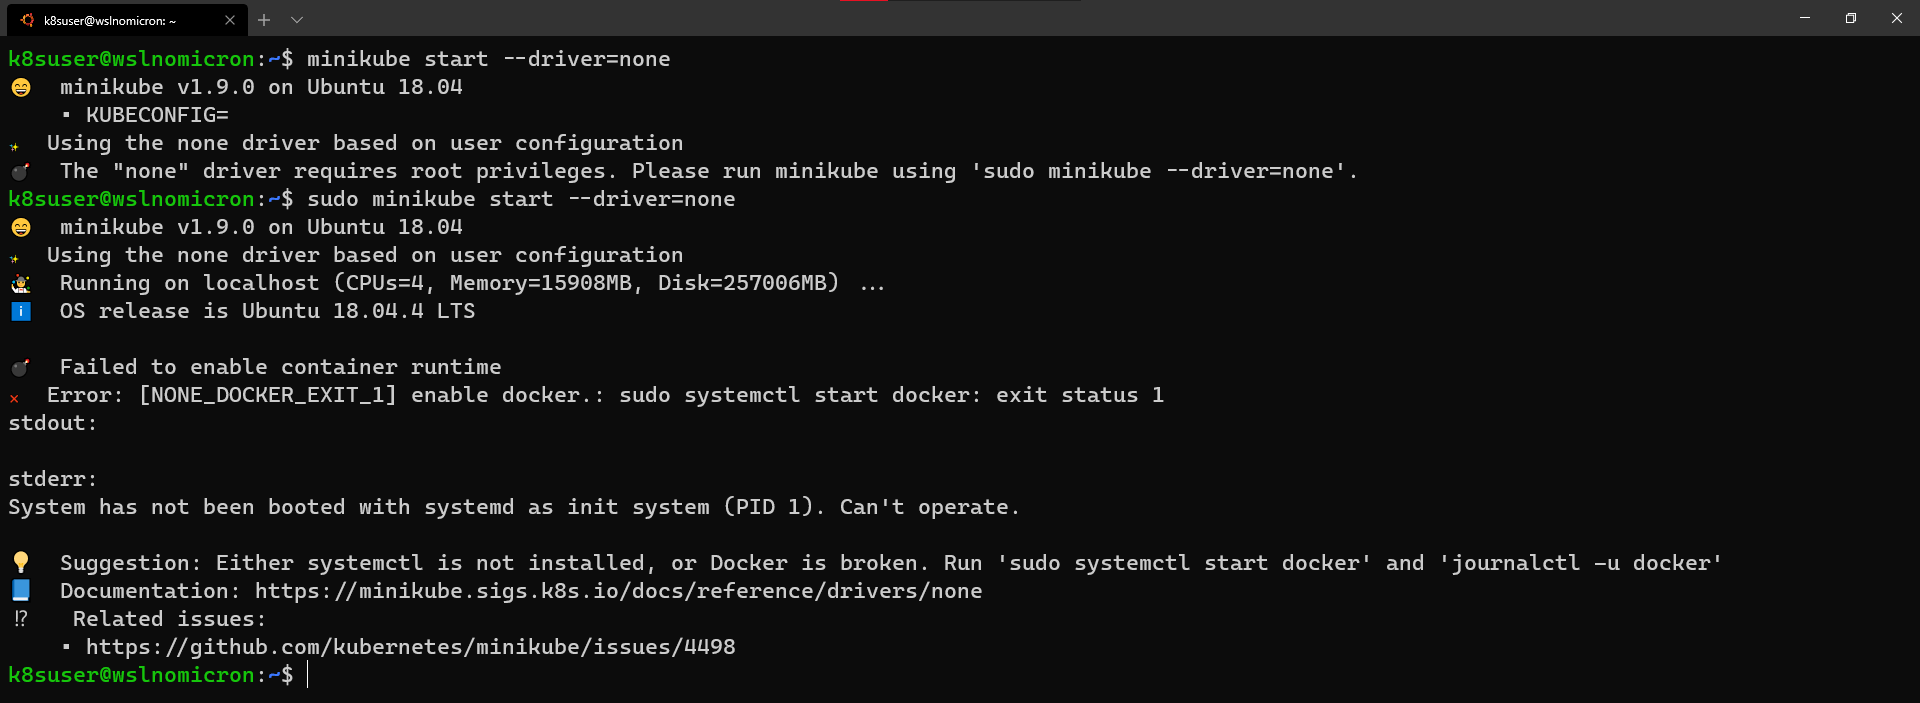 k8suser@wslnomicron: ~
k8suser@wslnomicron:~$ minikube start --driver=none
minikube v1.9.0 on Ubuntu 18.04
▪ KUBECONFIG=
Using the none driver based on user configuration
The "none" driver requires root privileges. Please run minikube using 'sudo minikube --driver=none'.
k8suser@wslnomicron:~$ sudo minikube start --driver=none
minikube v1.9.0 on Ubuntu 18.04
Using the none driver based on user configuration
Running on localhost (CPUs=4, Memory=15908MB, Disk=257006MB) ...
OS release is Ubuntu 18.04.4 LTS
Failed to enable container runtime
Error: [NONE_DOCKER_EXIT_1] enable docker.: sudo systemctl start docker: exit status 1
stdout:
stderr:
System has not been booted with systemd as init system (PID 1). Can't operate.
Suggestion: Either systemctl is not installed, or Docker is broken. Run 'sudo systemctl start docker' and 'journalctl -u docker'
Documentation: https://minikube.sigs.k8s.io/docs/reference/drivers/none
⁉ Related issues:
▪ https://github.com/kubernetes/minikube/issues/4498
k8suser@wslnomicron:~$